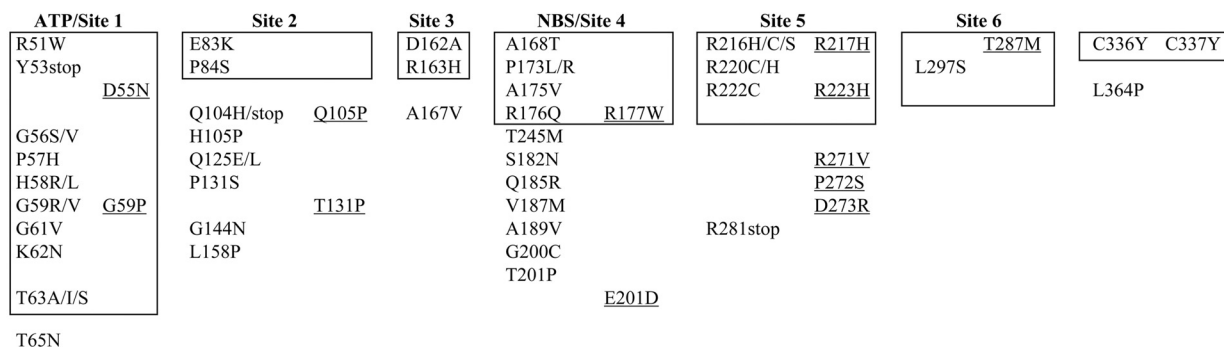 ATP/Site 1 Site 2 Site 3 NBS/Site 4 Site 5 Site 6
R51W E83K D162A A168T R216H/C/S R217H T287M C336Y C337Y
Y53stop P84S R163H P173L/R R220C/H L297S
D55N A175V R222C R223H L364P
Q104H/stop Q105P A167V R176Q R177W
G56S/V H105P T245M
P57H Q125E/L S182N R271V
H58R/L P131S Q185R P272S
G59R/V G59P T131P V187M D273R
G61V G144N A189V R281stop
K62N L158P G200C
T201P
T63A/I/S E201D
T65N